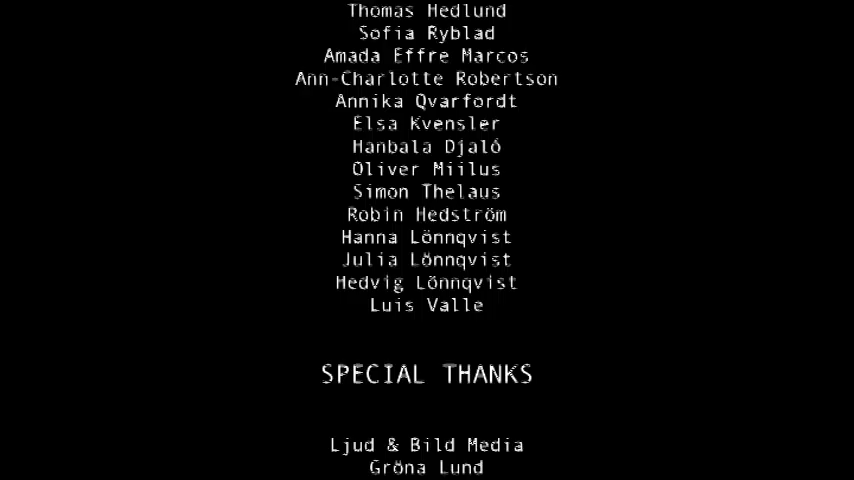 Thomas Hedlund
Sofia Ryblad
Amada Effre Marcos
Ann-Charlotte Robertson
Annika Qvarfordt
Elsa Kvensler
Hanbala Djaló
Oliver Miilus
Simon Thelaus
Robin Hedström
Hanna Lönnqvist
Julia Lönnqvist
Hedvig Lönnqvist
Luis Valle
SPECIAL THANKS
Ljud & Bild Media
Gröna Lund